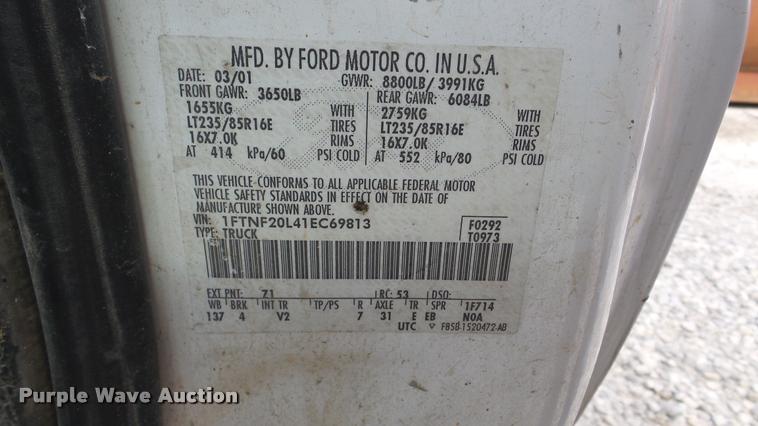 MFD. BY FORD MOTOR CO. IN U.S.A.
DATE: 03/01 GVWR: 8800LB/ 3991KG
FRONT GAWR: 3650LB REAR GAWR: 6084LB
1655KG WITH 2759KG WITH
LT235/85R16E TIRES LT235/85R16E TIRES
16X7.0K RIMS 16X7.0K RIMS
AT 414 kPa/60 PSI COLD AT 552 kPa/80 PSI COLD
THIS VEHICLE CONFORMS TO ALL APPLICABLE FEDERAL MOTOR
VEHICLE SAFETY STANDARDS IN EFFECT ON THE DATE OF
MANUFACTURE SHOWN ABOVE.
VIN: 1FTNF20L41EC69813 F0292
TYPE: TRUCK T0973
EXT PNT: Z1 RC: 53 DSO:
WB BRK INT TR TP/PS R AXLE TR SPR 1F714
137 4 V2 7 31 E EB N0A
UTC F85B-1520472-AB
Purple Wave Auction